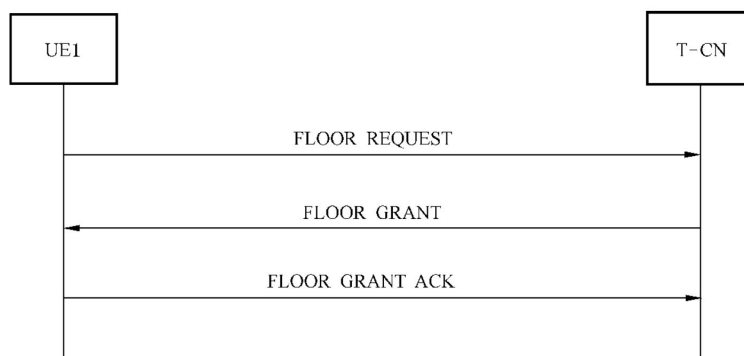 UE1
T-CN
FLOOR REQUEST
FLOOR GRANT
FLOOR GRANT ACK